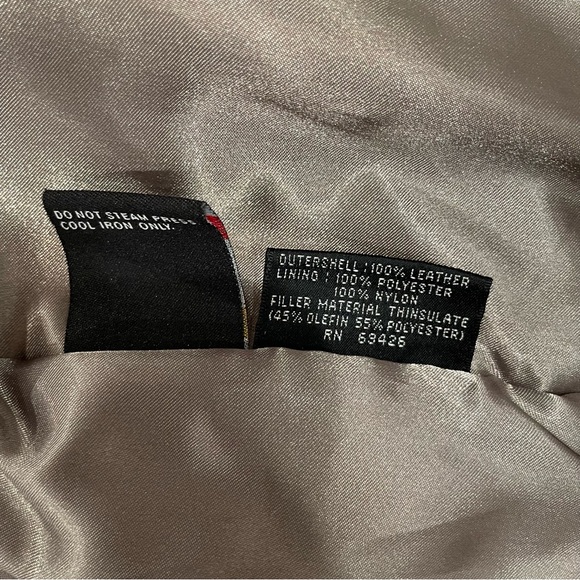 DO NOT STEAM PRESS.
COOL IRON ONLY.
OUTERSHELL:100% LEATHER
LINING: 100% POLYESTER
100% NYLON
FILLER MATERIAL THINSULATE
(45% OLEFIN 55% POLYESTER)
RN 69426